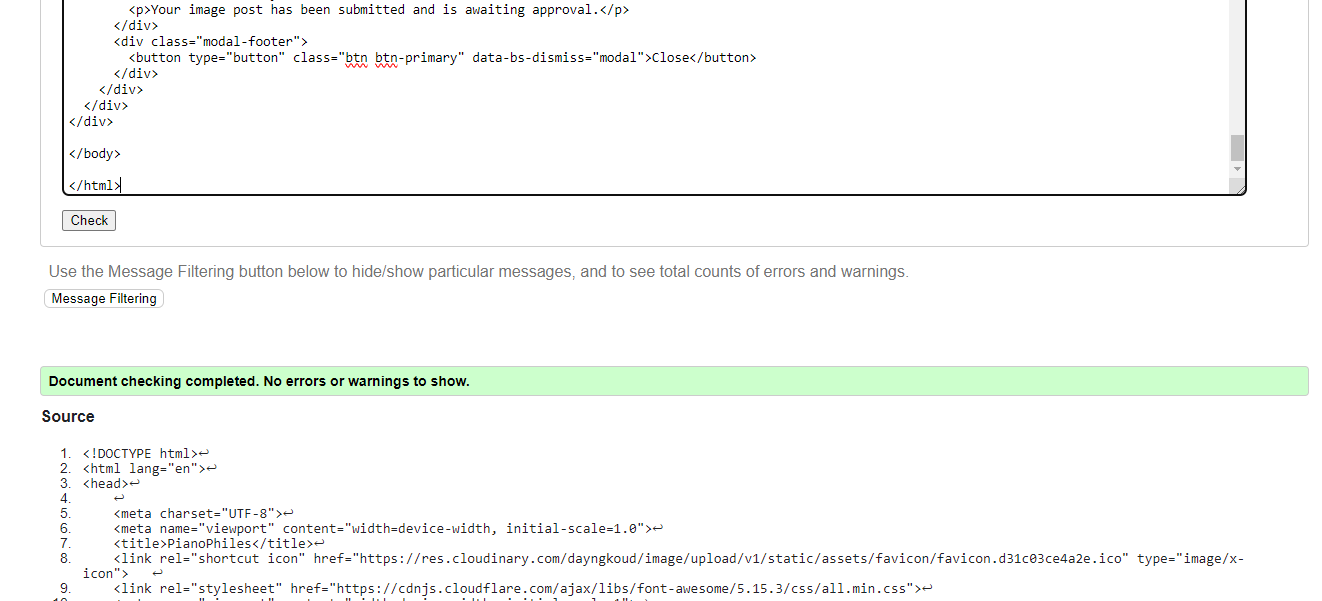 <p>Your image post has been submitted and is awaiting approval.</p>
</div>
<div class="modal-footer">
<button type="button" class="btn btn-primary" data-bs-dismiss="modal">Close</button>
</div>
</div>
</div>
</div>
</body>
</html>
Check
Use the Message Filtering button below to hide/show particular messages, and to see total counts of errors and warnings.
Message Filtering
Document checking completed. No errors or warnings to show.
Source
1. <!DOCTYPE html>↩
2. <html lang="en">↩
3. <head>↩
4. ↩
5. <meta charset="UTF-8">↩
6. <meta name="viewport" content="width=device-width, initial-scale=1.0">↩
7. <title>PianoPhiles</title>↩
8. <link rel="shortcut icon" href="https://res.cloudinary.com/dayngkoud/image/upload/v1/static/assets/favicon/favicon.d31c03ce4a2e.ico" type="image/x-
icon"> ↩
9. <link rel="stylesheet" href="https://cdnjs.cloudflare.com/ajax/libs/font-awesome/5.15.3/css/all.min.css">↩